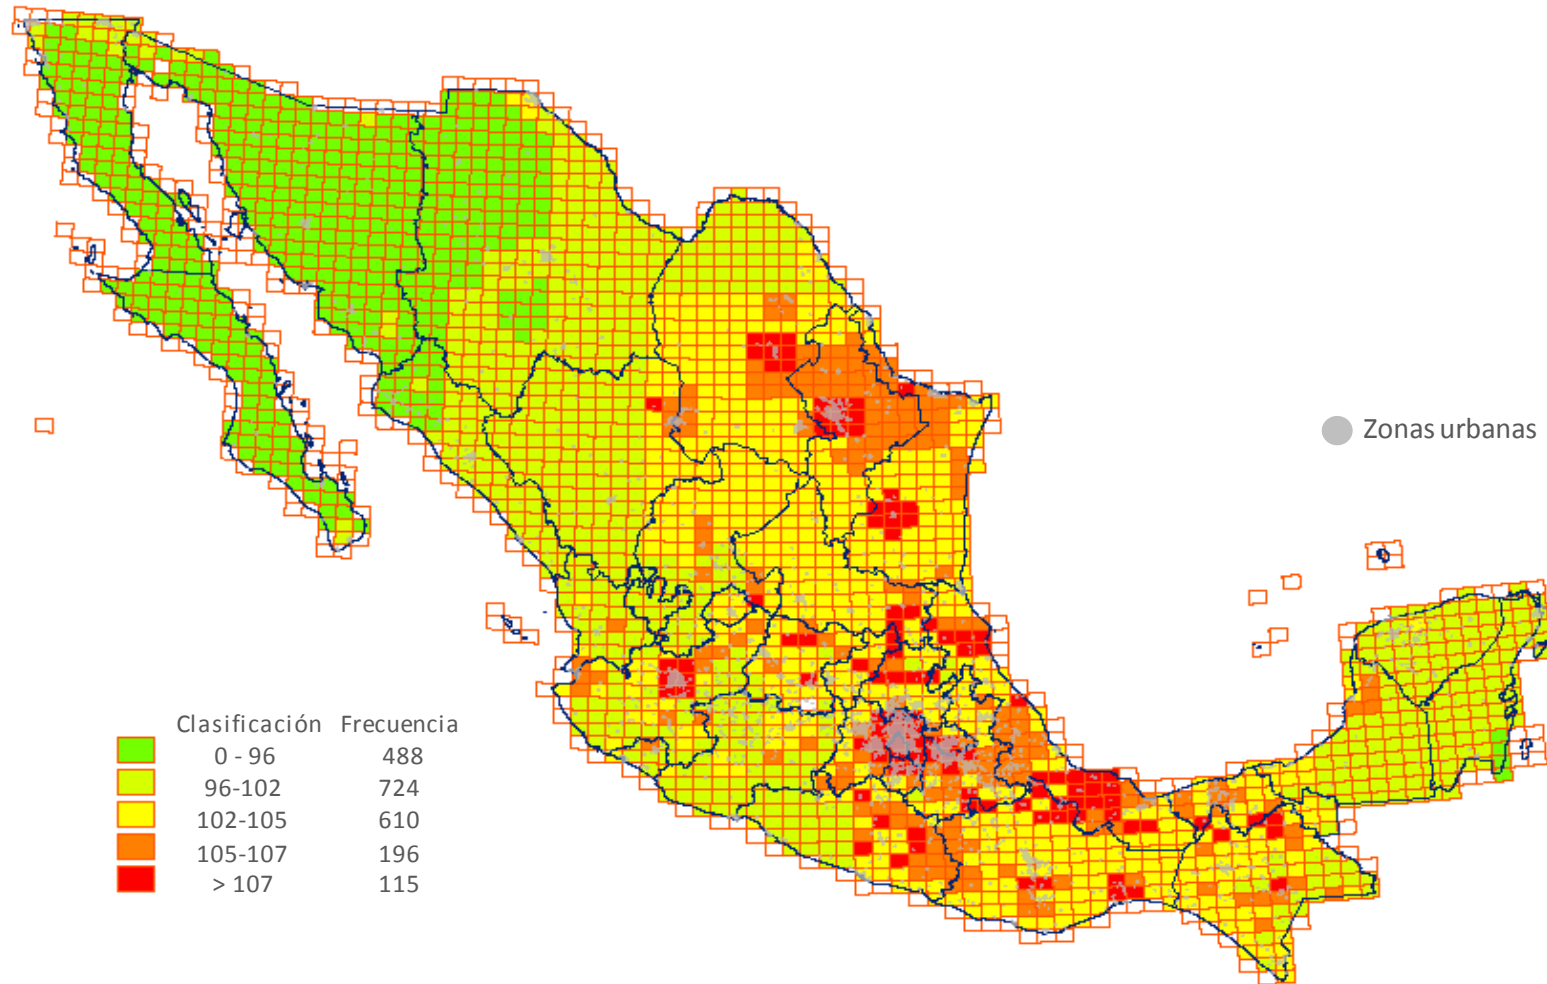 Zonas urbanas
Clasificación Frecuencia
0 - 96 488
96-102 724
102-105 610
105-107 196
> 107 115